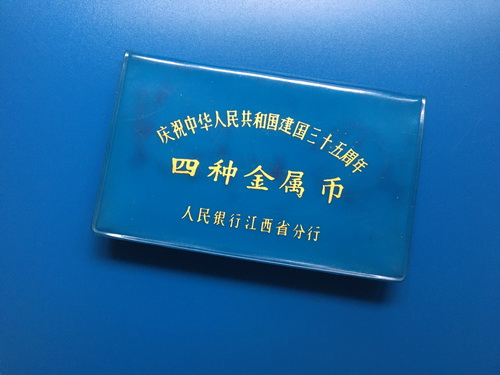 庆祝中华人民共和国建国三十五周年
四种金属币
人民银行江西省分行